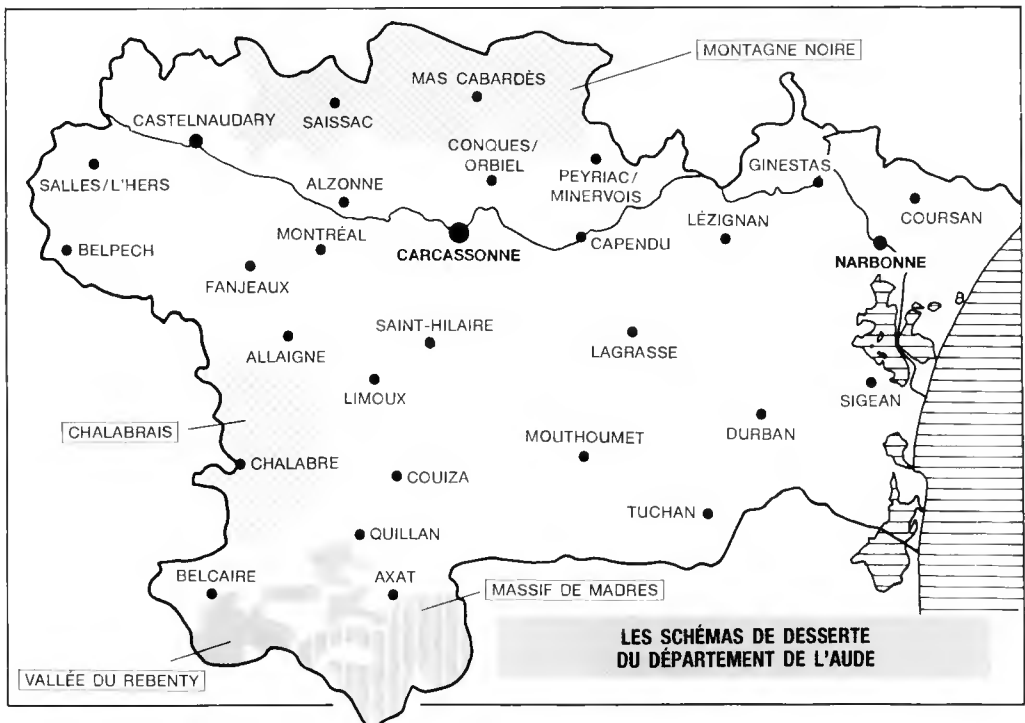 MONTAGNE NOIRE
MAS CABARDÈS
SAISSAC
CASTELNAUDARY
CONQUES/
ORBIEL
GINESTAS
SALLES/L'HERS
ALZONNE
PEYRIAC/
MINERVOIS
LÉZIGNAN
COURSAN
MONTRÉAL
BELPECH
CARCASSONNE
CAPENDU
NARBONNE
FANJEAUX
SAINT-HILAIRE
ALLAIGNE
LAGRASSE
LIMOUX
SIGEAN
CHALABRAIS
MOUTHOUMET
DURBAN
CHALABRE
COUIZA
TUCHAN
QUILLAN
BELCAIRE
AXAT
MASSIF DE MADRES
LES SCHÉMAS DE DESSERTE
DU DÉPARTEMENT DE L'AUDE
VALLÉE DU REBENTY